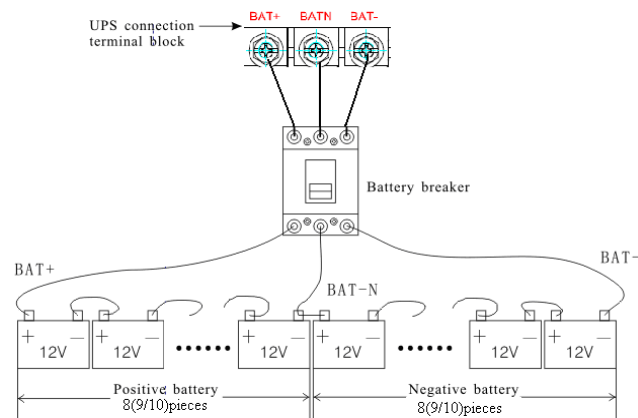 BAT+ BATN BAT-
UPS connection
terminal block
Battery breaker
BAT+
BAT-N
BAT-
+ - + - + - + - + - + -
12V 12V 12V 12V 12V 12V
Positive battery
8(9/10)pieces
Negative battery
8(9/10)pieces